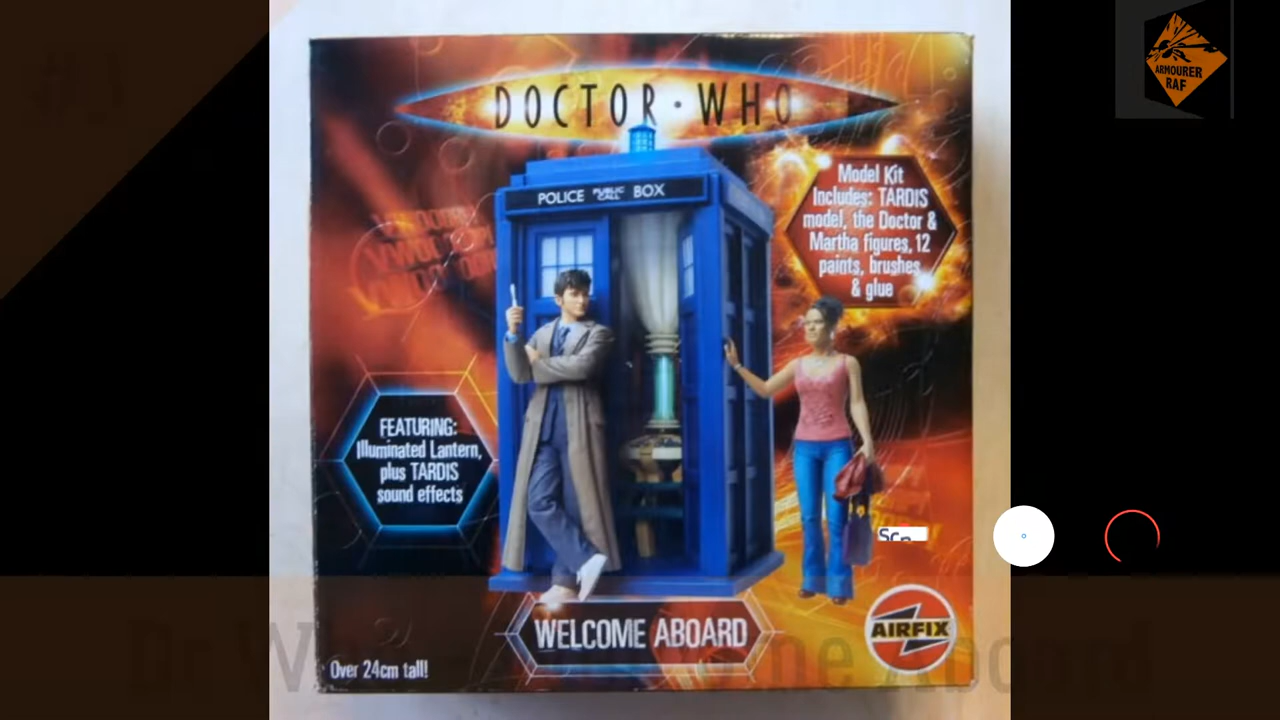 ARMOURER
RAF
DOCTOR · WHO
POLICE PUBLIC CALL BOX
Model Kit
Includes: TARDIS
model, the Doctor &
Martha figures, 12
paints, brushes
& glue
FEATURING:
Illuminated Lantern,
plus TARDIS
sound effects
WELCOME ABOARD
AIRFIX
Over 24cm tall!